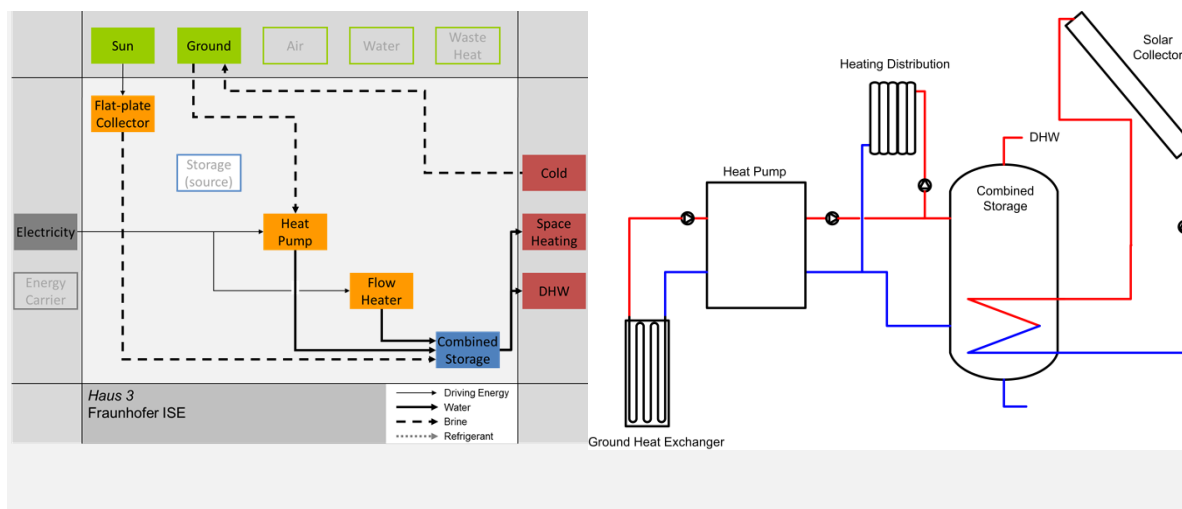 Sun
Ground
Air
Water
Waste
Heat
Flat-plate
Collector
Storage
(source)
Cold
Electricity
Heat
Pump
Space
Heating
Energy
Carrier
Flow
Heater
DHW
Combined
Storage
Haus 3
Fraunhofer ISE
Driving Energy
Water
Brine
Refrigerant
Solar
Collector
Heating Distribution
DHW
Heat Pump
Combined
Storage
Ground Heat Exchanger